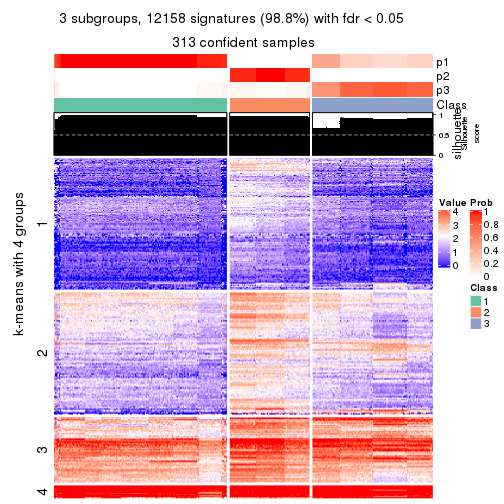 3 subgroups, 12158 signatures (98.8%) with fdr < 0.05
313 confident samples
p1
p2
p3
Class
1
0.5
0
silhouette
Silhouette
score
k-means with 4 groups
1
2
3
4
Value
4
3
2
1
0
Prob
1
0.8
0.6
0.4
0.2
0
Class
1
2
3